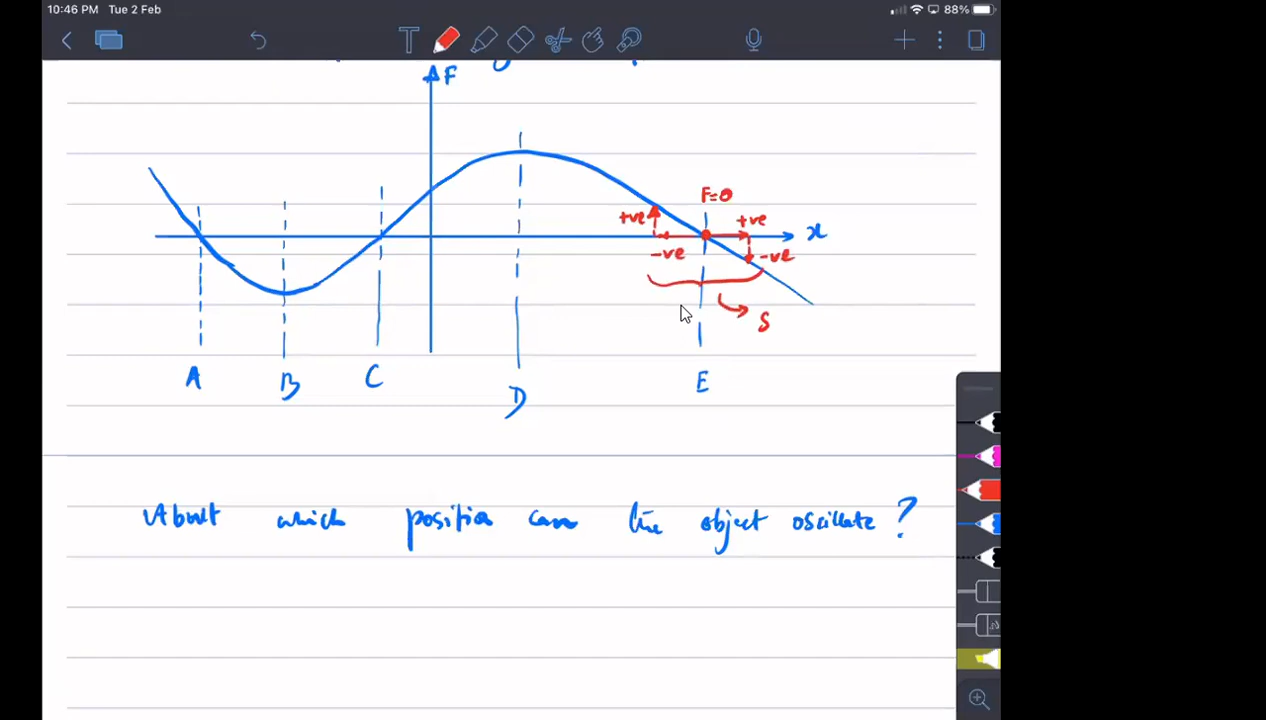 10:46 PM Tue 2 Feb 88%
T
F
F=0
+ve +ve
x
-ve -ve
S
A B C D E
About which position can the object oscillate?